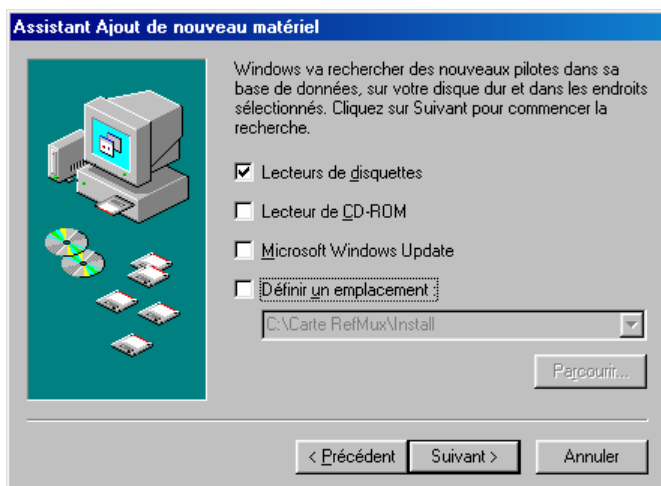 Assistant Ajout de nouveau matériel
Windows va rechercher des nouveaux pilotes dans sa
base de données, sur votre disque dur et dans les endroits
sélectionnés. Cliquez sur Suivant pour commencer la
recherche.
Lecteurs de disquettes
Lecteur de CD-ROM
Microsoft Windows Update
Définir un emplacement :
C:\Carte RefMux\Install
Parcourir...
< Précédent
Suivant >
Annuler